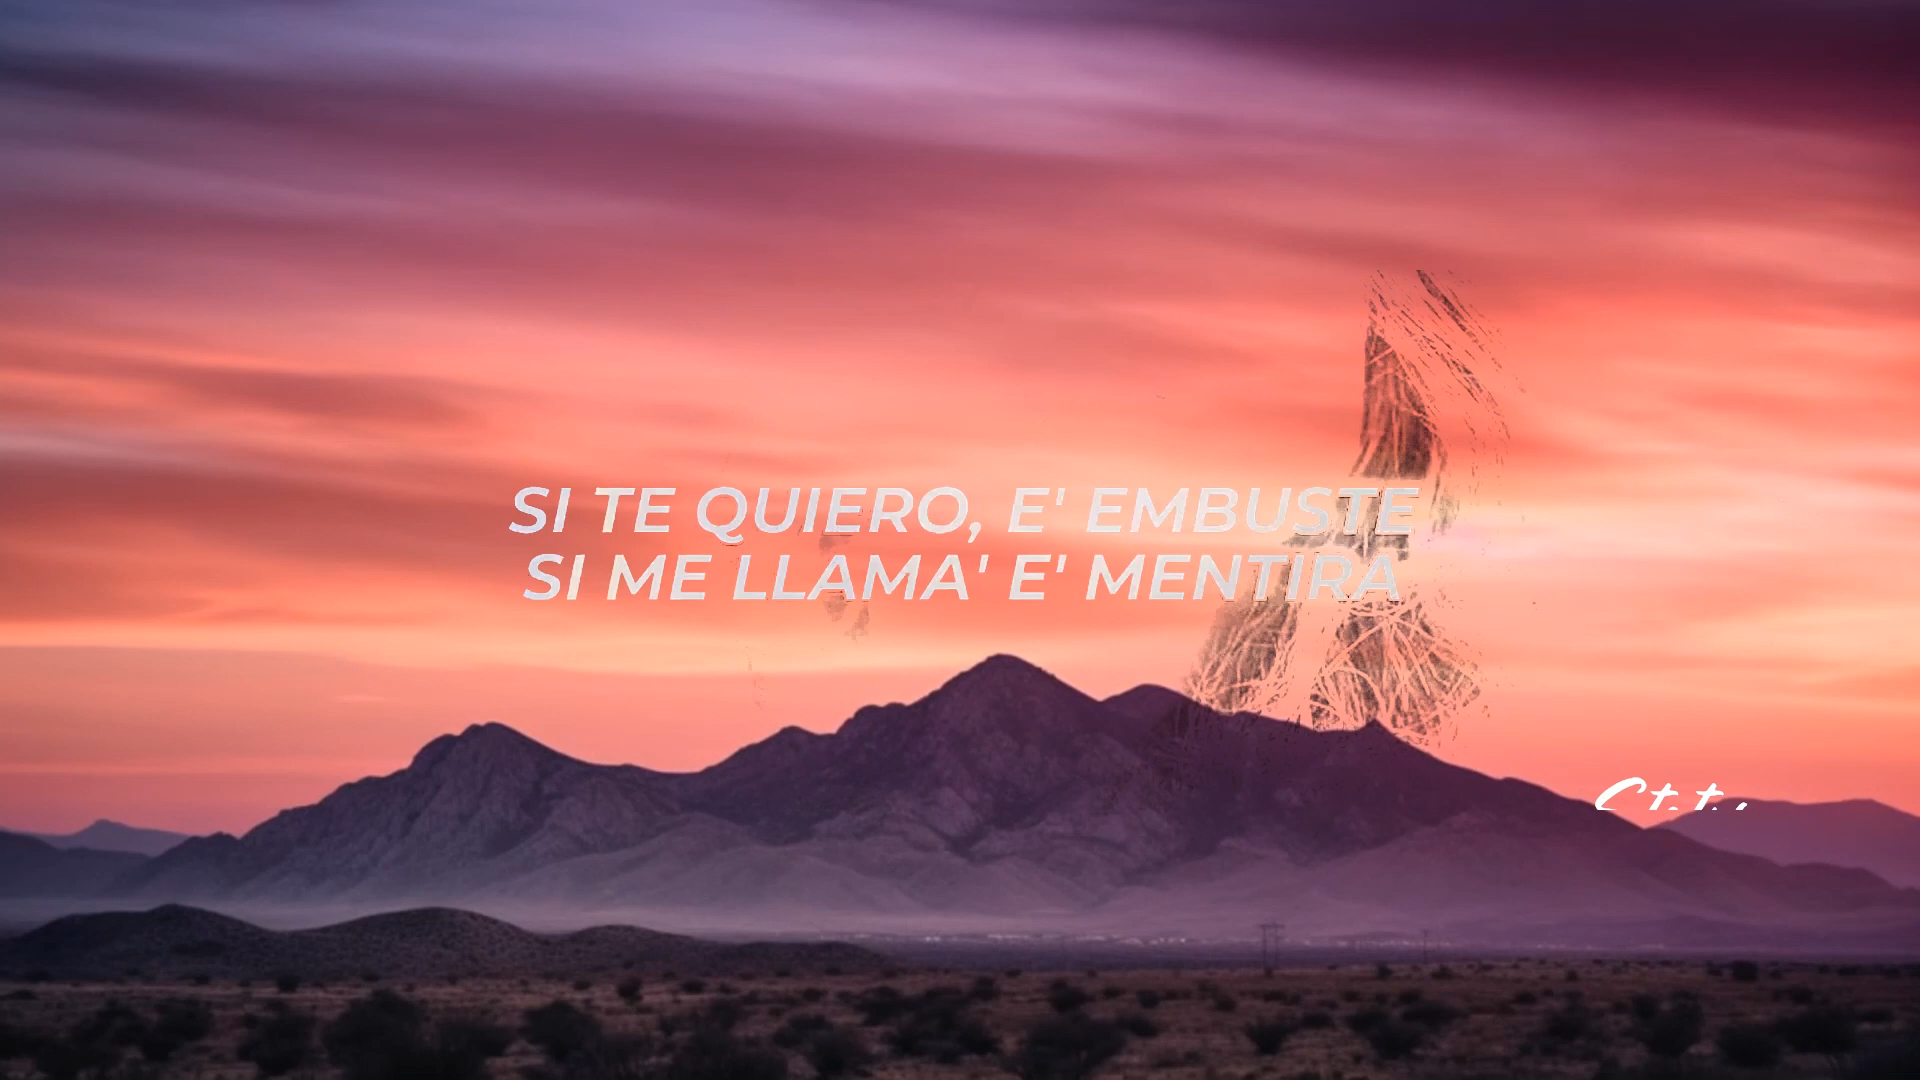 SI TE QUIERO, E' EMBUSTE
SI ME LLAMA' E' MENTIRA